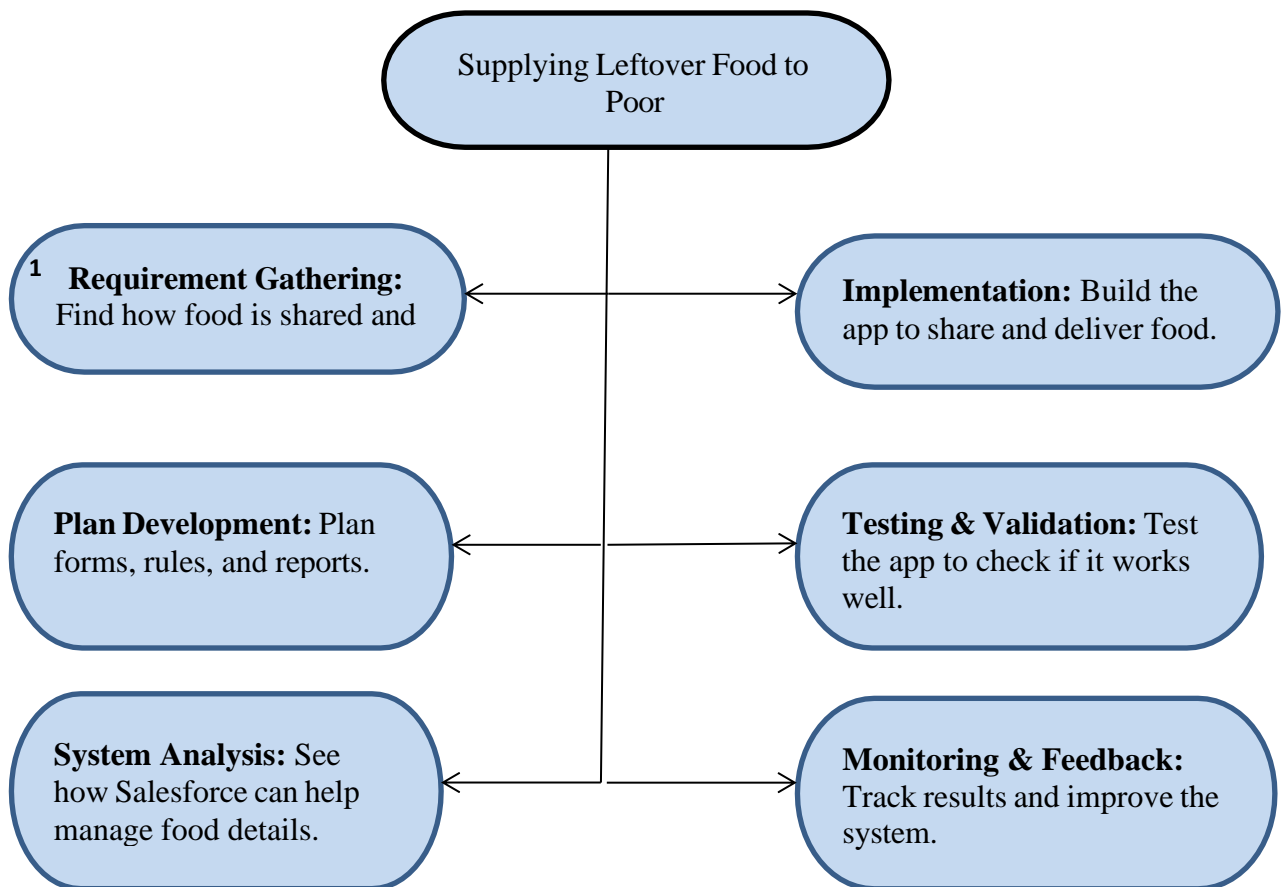 Supplying Leftover Food to
Poor
1 Requirement Gathering:
Find how food is shared and
Implementation: Build the
app to share and deliver food.
Plan Development: Plan
forms, rules, and reports.
Testing & Validation: Test
the app to check if it works
well.
System Analysis: See
how Salesforce can help
manage food details.
Monitoring & Feedback:
Track results and improve the
system.